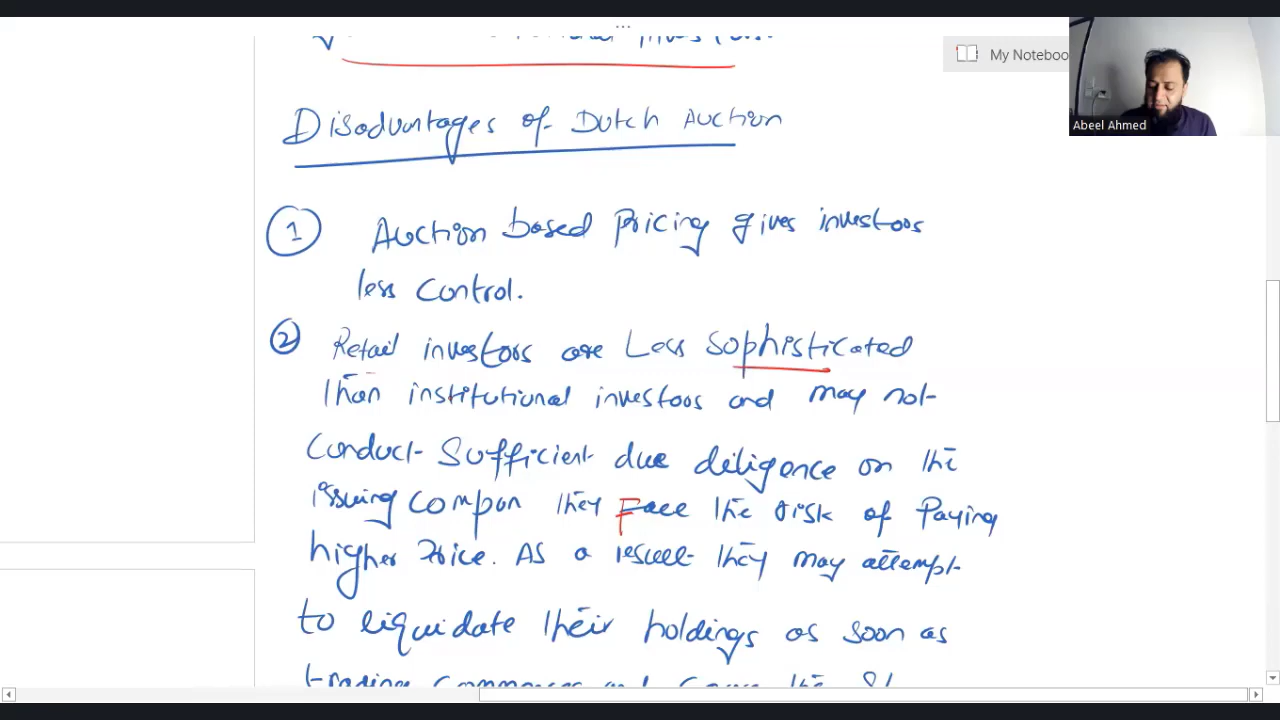 ...
My Noteboo
Abeel Ahmed
Disadvantages of Dutch Auction
1 Auction based Pricing gives investors
less control.
2 Retail investors are Less Sophisticated
than institutional investors and may not
Conduct Sufficient due diligence on the
issuing Compan they Face the risk of Paying
higher Price. As a result they may attempt
to liquidate their holdings as soon as